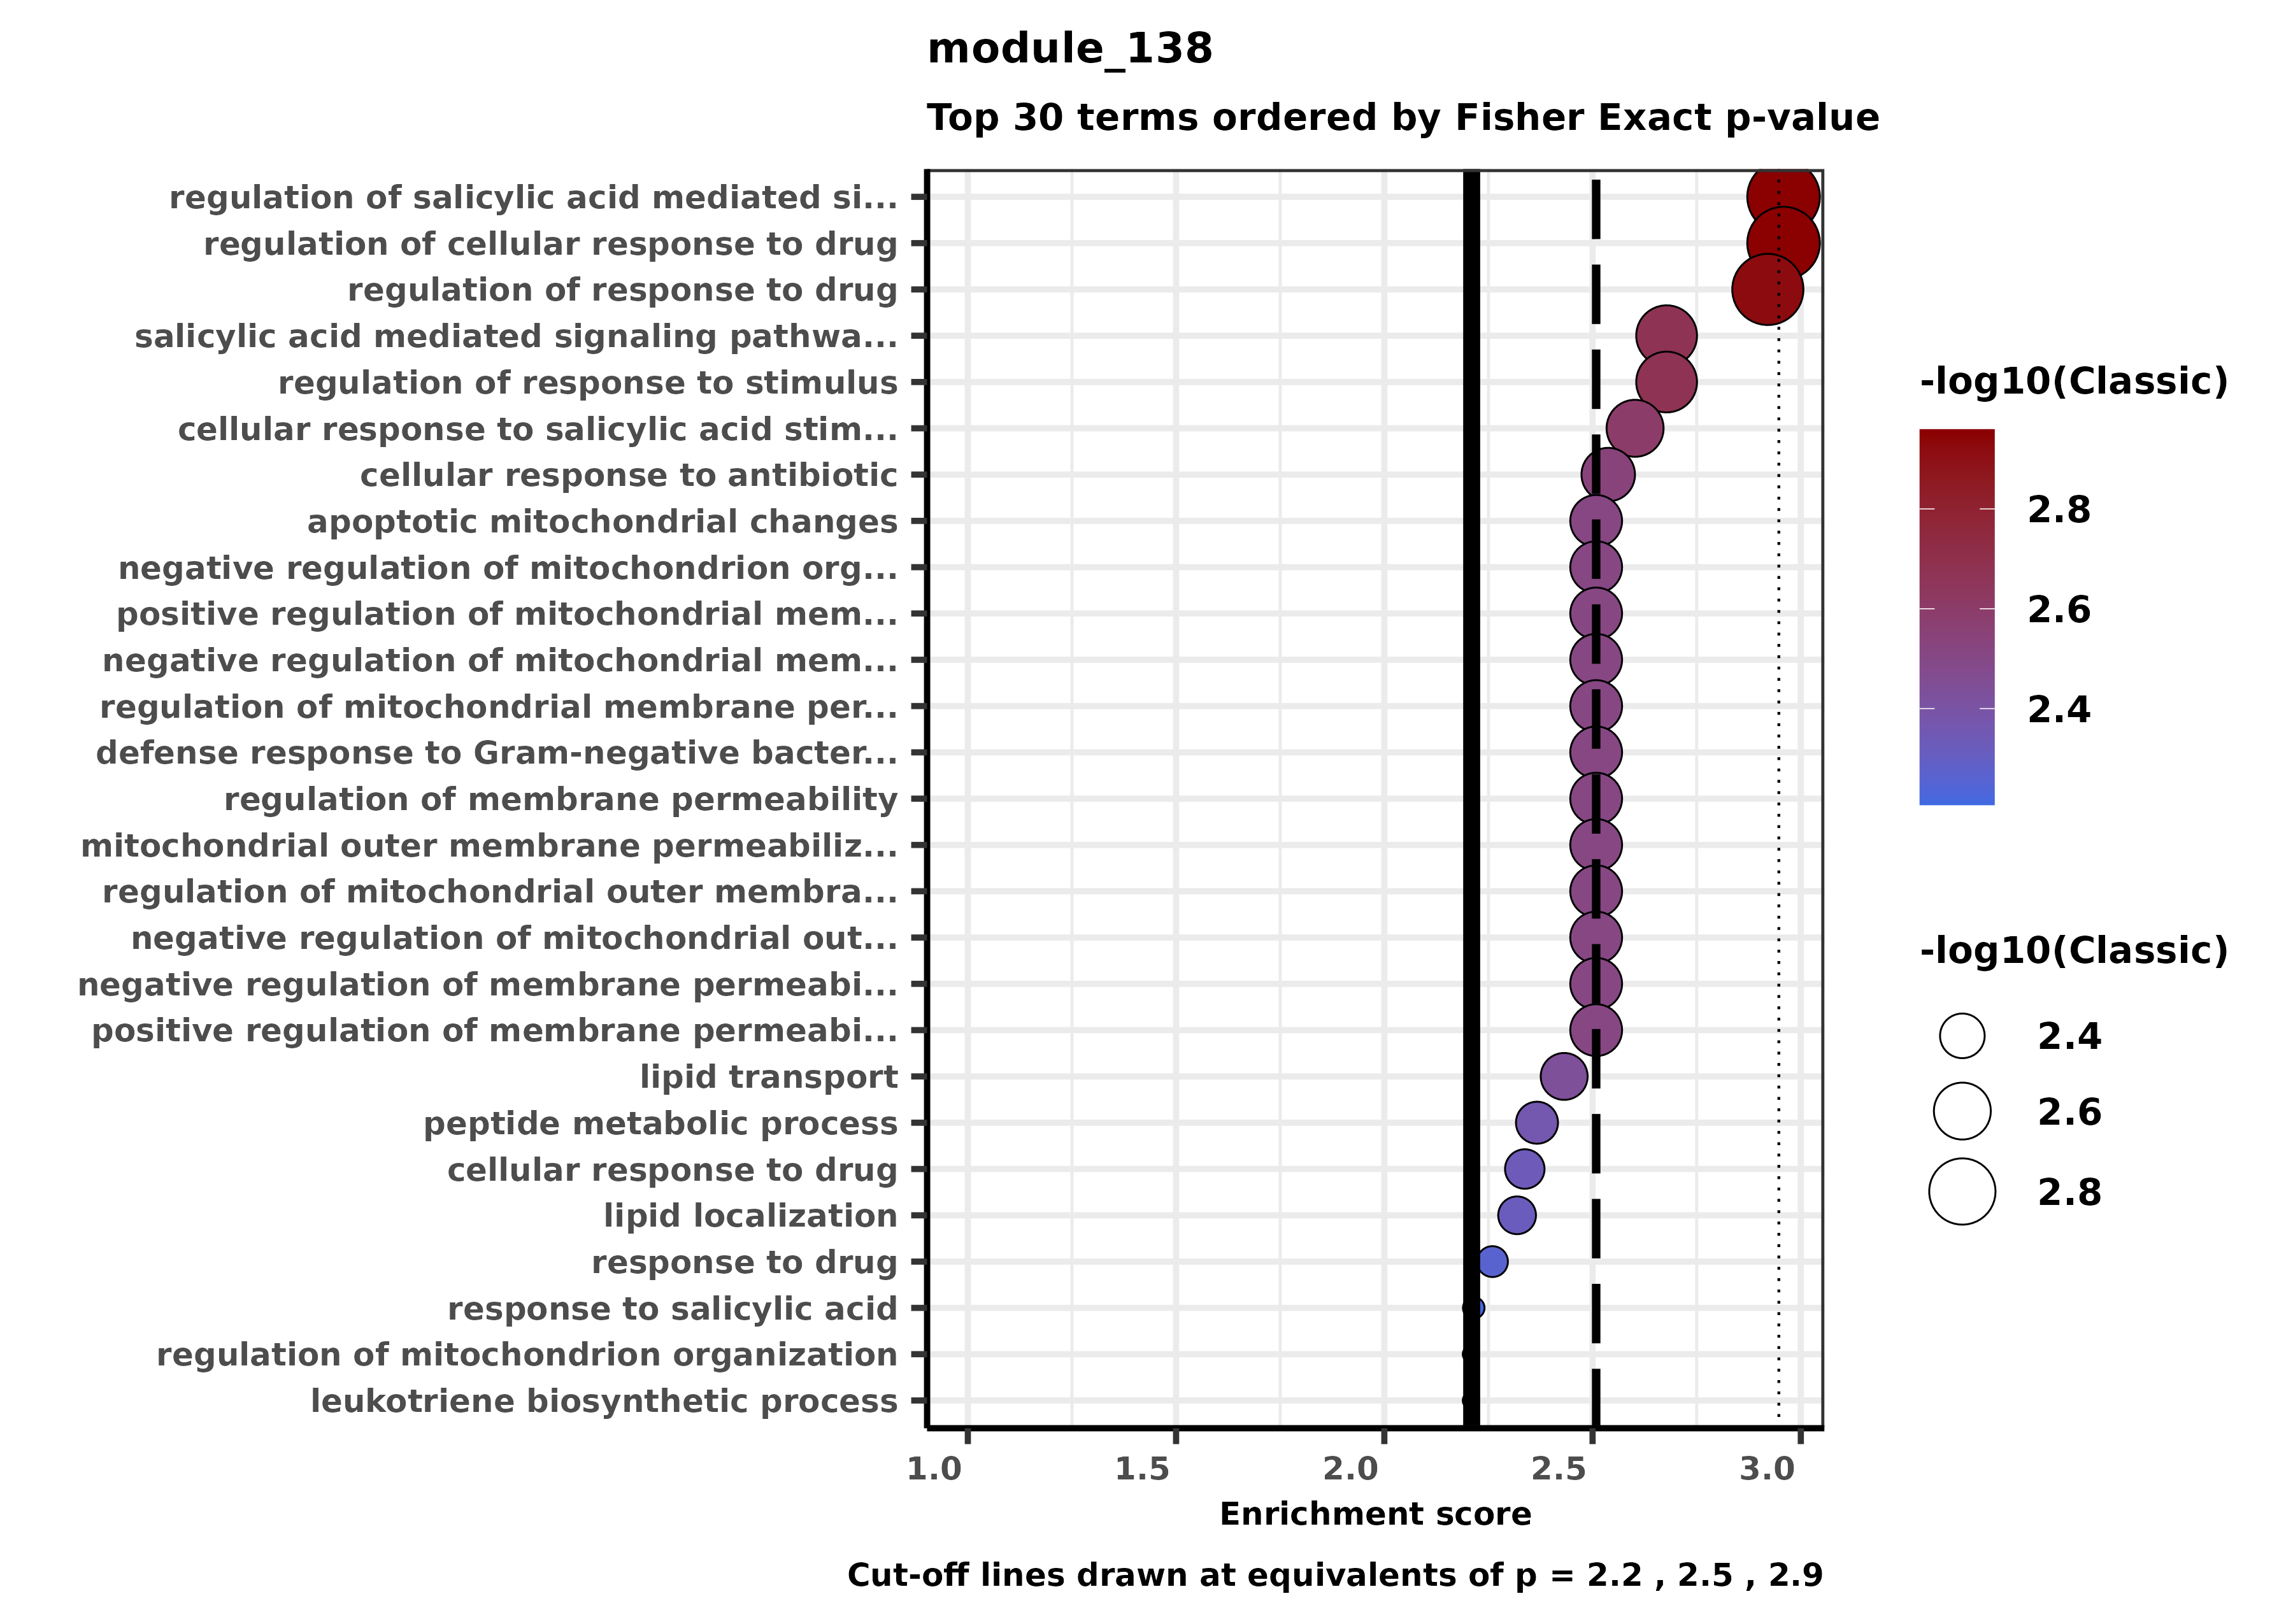 module_138
Top 30 terms ordered by Fisher Exact p-value
regulation of salicylic acid mediated si...
regulation of cellular response to drug
regulation of response to drug
salicylic acid mediated signaling pathwa...
regulation of response to stimulus
cellular response to salicylic acid stim...
cellular response to antibiotic
apoptotic mitochondrial changes
negative regulation of mitochondrion org...
positive regulation of mitochondrial mem...
negative regulation of mitochondrial mem...
regulation of mitochondrial membrane per...
defense response to Gram-negative bacter...
regulation of membrane permeability
mitochondrial outer membrane permeabiliz...
regulation of mitochondrial outer membra...
negative regulation of mitochondrial out...
negative regulation of membrane permeabi...
positive regulation of membrane permeabi...
lipid transport
peptide metabolic process
cellular response to drug
lipid localization
response to drug
response to salicylic acid
regulation of mitochondrion organization
leukotriene biosynthetic process
1.0 1.5 2.0 2.5 3.0
Enrichment score
Cut-off lines drawn at equivalents of p = 2.2 , 2.5 , 2.9
-log10(Classic)
2.8
2.6
2.4
-log10(Classic)
2.4
2.6
2.8